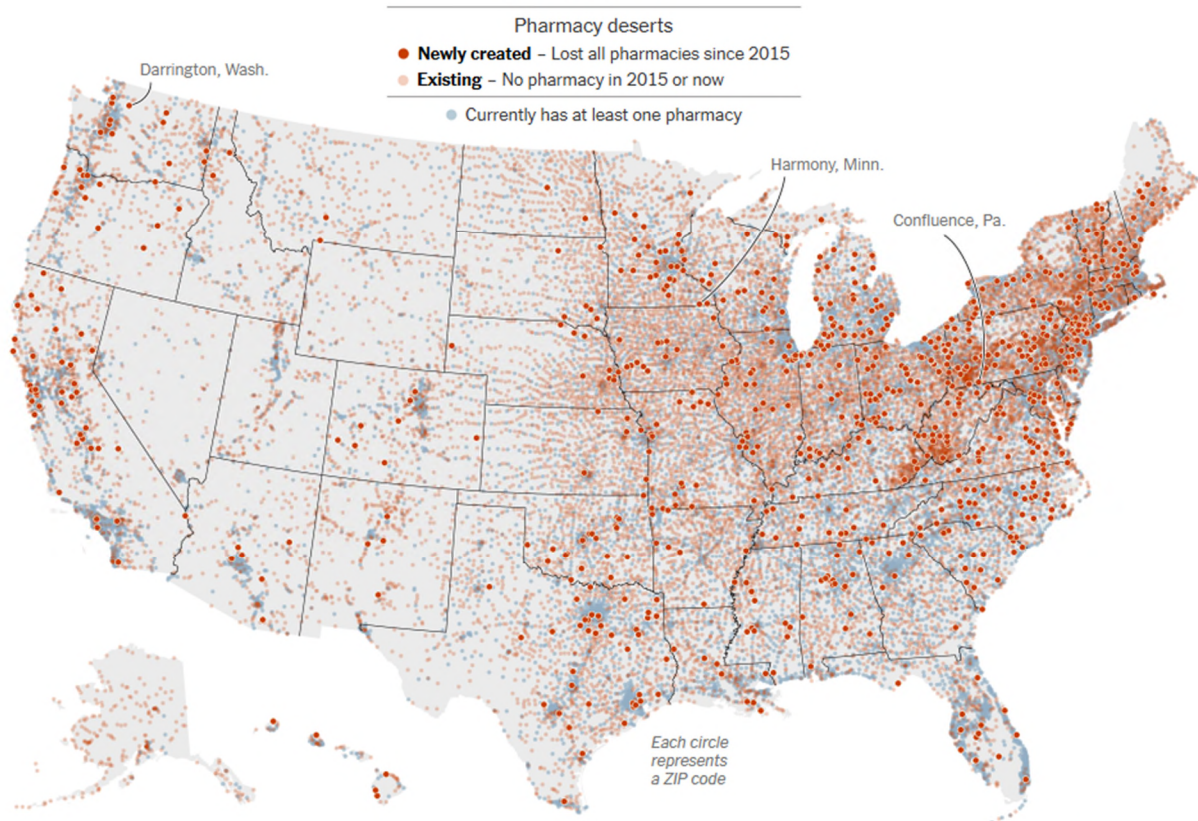 Pharmacy deserts
Newly created – Lost all pharmacies since 2015
Existing – No pharmacy in 2015 or now
Currently has at least one pharmacy
Darrington, Wash.
Harmony, Minn.
Confluence, Pa.
Each circle
represents
a ZIP code